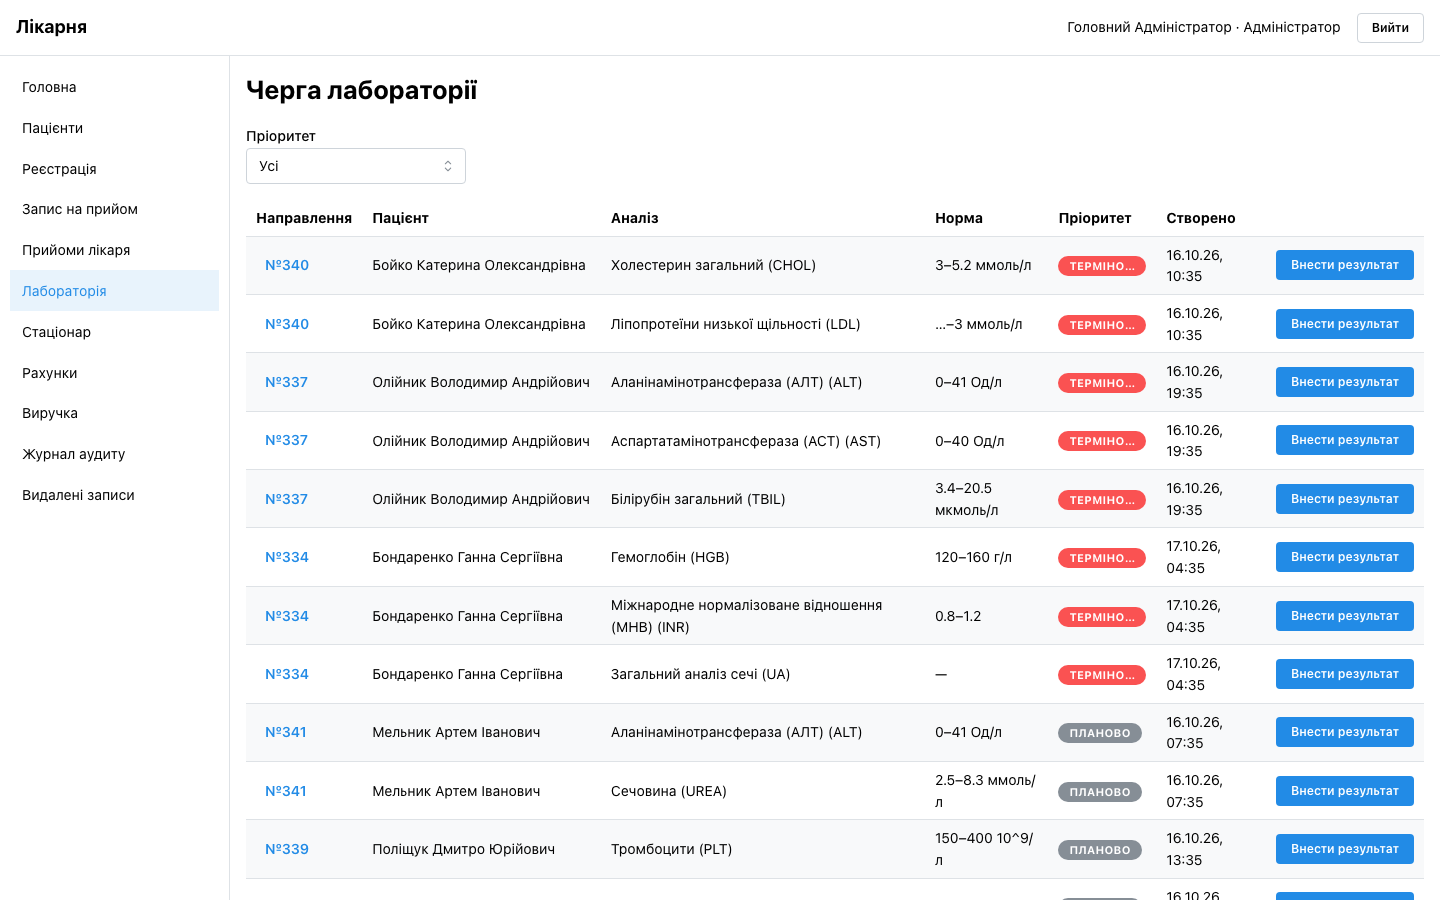 Лікарня
Головний Адміністратор · Адміністратор
Вийти
Головна
Пацієнти
Реєстрація
Запис на прийом
Прийоми лікаря
Лабораторія
Стаціонар
Рахунки
Виручка
Журнал аудиту
Видалені записи
Черга лабораторії
Пріоритет
Усі
Направлення Пацієнт Аналіз Норма Пріоритет Створено
№340 Бойко Катерина Олександрівна Холестерин загальний (CHOL) 3–5.2 ммоль/л ТЕРМІНО... 16.10.26, 10:35 Внести результат
№340 Бойко Катерина Олександрівна Ліпопротеїни низької щільності (LDL) ...–3 ммоль/л ТЕРМІНО... 16.10.26, 10:35 Внести результат
№337 Олійник Володимир Андрійович Аланінамінотрансфераза (АЛТ) (ALT) 0–41 Од/л ТЕРМІНО... 16.10.26, 19:35 Внести результат
№337 Олійник Володимир Андрійович Аспартатамінотрансфераза (АСТ) (AST) 0–40 Од/л ТЕРМІНО... 16.10.26, 19:35 Внести результат
№337 Олійник Володимир Андрійович Білірубін загальний (TBIL) 3.4–20.5 мкмоль/л ТЕРМІНО... 16.10.26, 19:35 Внести результат
№334 Бондаренко Ганна Сергіївна Гемоглобін (HGB) 120–160 г/л ТЕРМІНО... 17.10.26, 04:35 Внести результат
№334 Бондаренко Ганна Сергіївна Міжнародне нормалізоване відношення (МНВ) (INR) 0.8–1.2 ТЕРМІНО... 17.10.26, 04:35 Внести результат
№334 Бондаренко Ганна Сергіївна Загальний аналіз сечі (UA) — ТЕРМІНО... 17.10.26, 04:35 Внести результат
№341 Мельник Артем Іванович Аланінамінотрансфераза (АЛТ) (ALT) 0–41 Од/л ПЛАНОВО 16.10.26, 07:35 Внести результат
№341 Мельник Артем Іванович Сечовина (UREA) 2.5–8.3 ммоль/л ПЛАНОВО 16.10.26, 07:35 Внести результат
№339 Поліщук Дмитро Юрійович Тромбоцити (PLT) 150–400 10^9/л ПЛАНОВО 16.10.26, 13:35 Внести результат